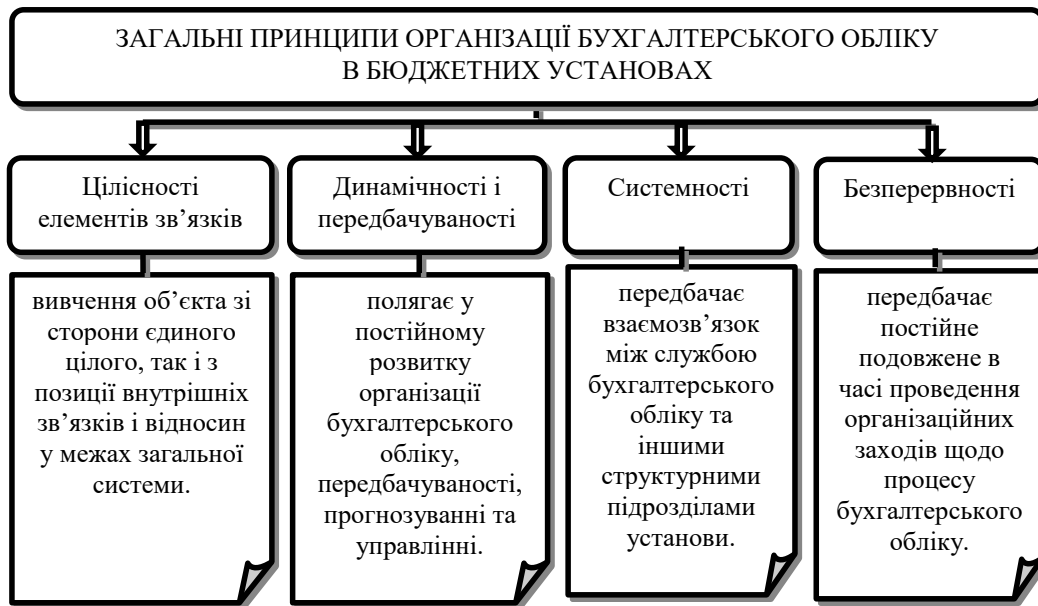 ЗАГАЛЬНІ ПРИНЦИПИ ОРГАНІЗАЦІЇ БУХГАЛТЕРСЬКОГО ОБЛІКУ
В БЮДЖЕТНИХ УСТАНОВАХ
Цілісності
елементів зв’язків
Динамічності і
передбачуваності
Системності
Безперервності
вивчення об’єкта зі
сторони єдиного
цілого, так і з
позиції внутрішніх
зв’язків і відносин
у межах загальної
системи.
полягає у
постійному
розвитку
організації
бухгалтерського
обліку,
передбачуваності,
прогнозуванні та
управлінні.
передбачає
взаємозв’язок
між службою
бухгалтерського
обліку та
іншими
структурними
підрозділами
установи.
передбачає
постійне
подовжене в
часі проведення
організаційних
заходів щодо
процесу
бухгалтерського
обліку.